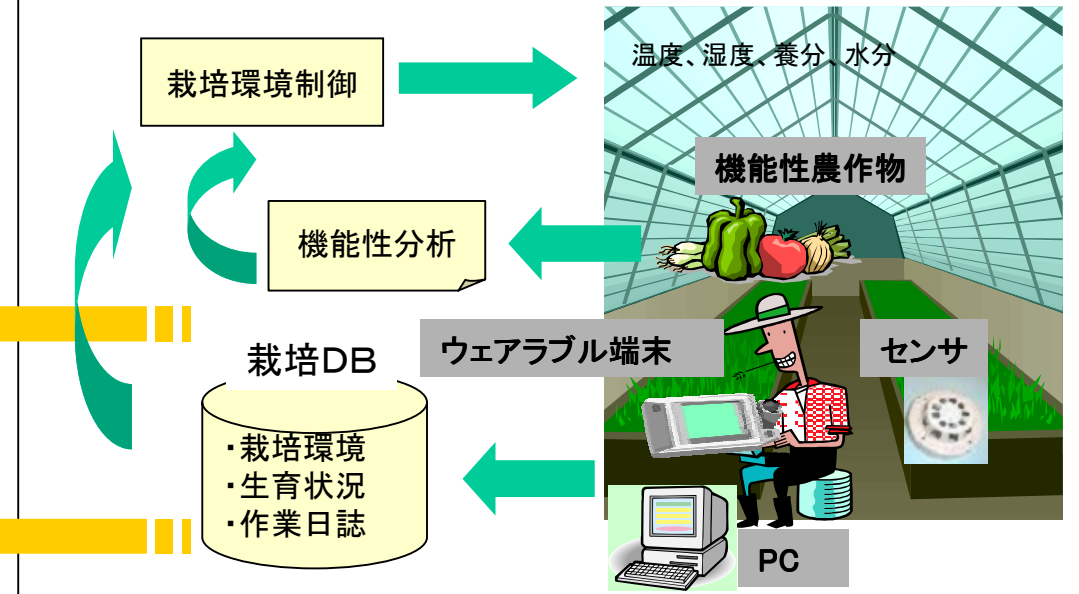 栽培環境制御
温度、湿度、養分、水分
機能性農作物
機能性分析
ウェアラブル端末
センサ
栽培DB
・栽培環境
・生育状況
・作業日誌
PC